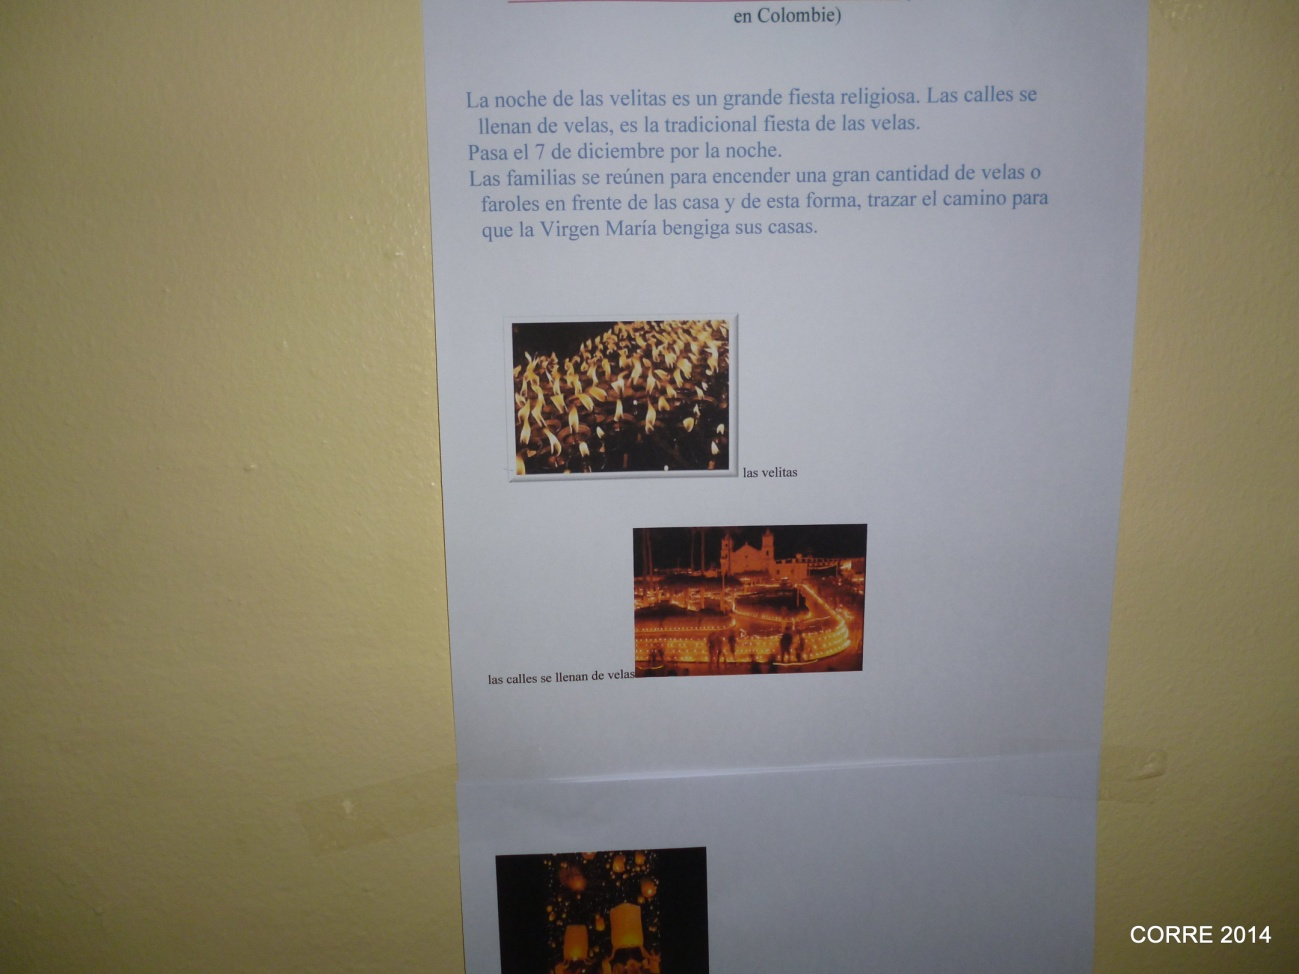 en Colombie)
La noche de las velitas es un grande fiesta religiosa. Las calles se
llenan de velas, es la tradicional fiesta de las velas.
Pasa el 7 de diciembre por la noche.
Las familias se reúnen para encender una gran cantidad de velas o
faroles en frente de las casa y de esta forma, trazar el camino para
que la Virgen María bengiga sus casas.
las velitas
las calles se llenan de velas
CORRE 2014